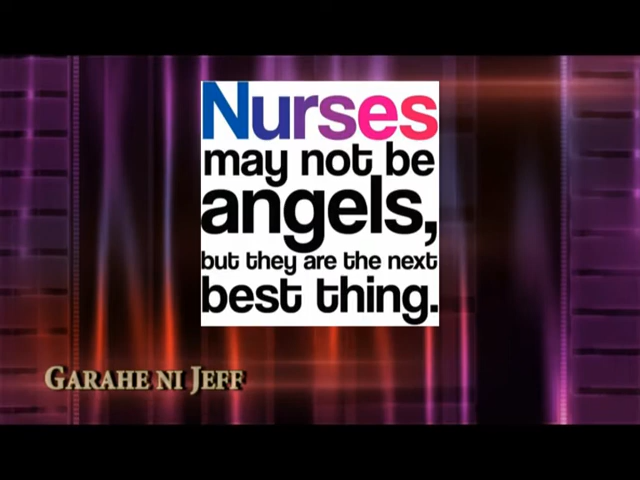 Nurses
may not be
angels,
but they are the next
best thing.
GARAHE NI JEFF